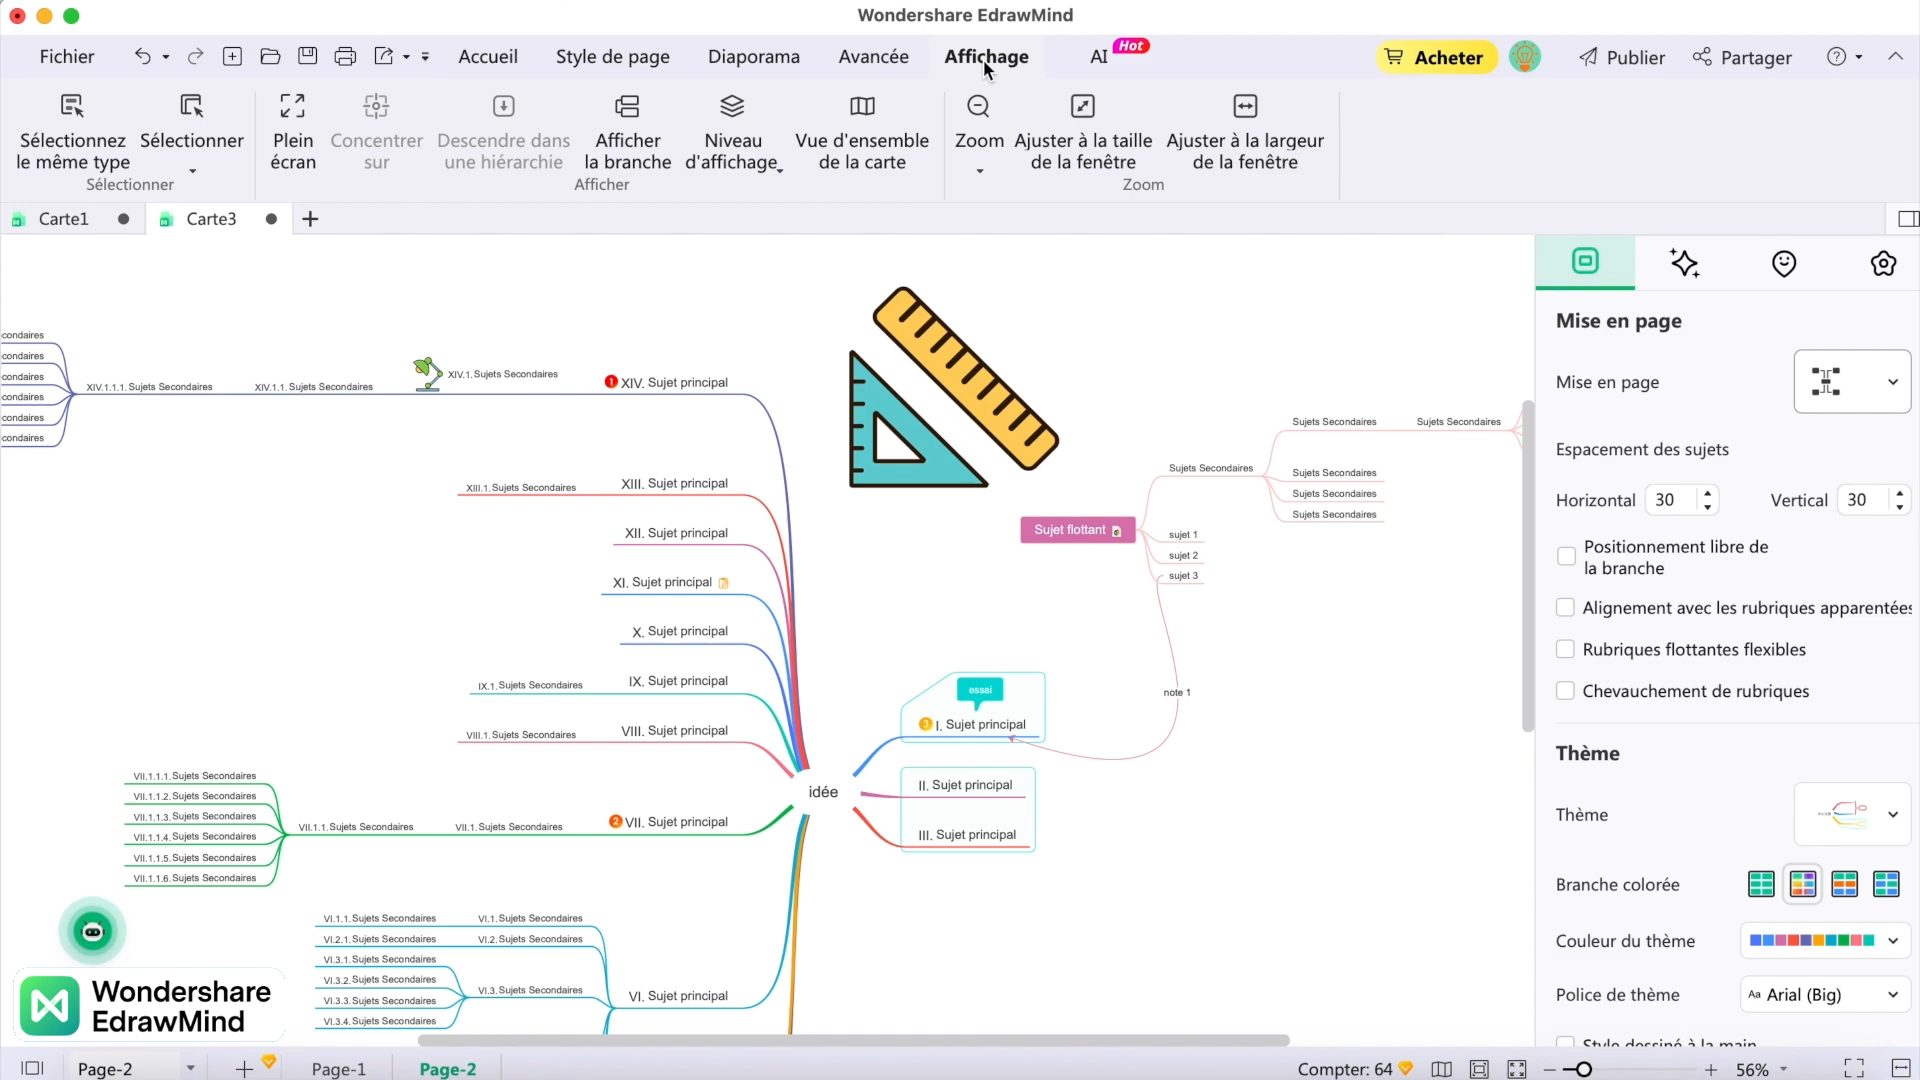 Wondershare EdrawMind
Fichier
Accueil
Style de page
Diaporama
Avancée
Affichage
AI
Hot
Acheter
Publier
Partager
Sélectionnez
le même type
Sélectionner
Plein
écran
Concentrer
sur
Descendre dans
une hiérarchie
Afficher
la branche
Niveau
d'affichage
Vue d'ensemble
de la carte
Zoom
Ajuster à la taille
de la fenêtre
Ajuster à la largeur
de la fenêtre
Sélectionner
Afficher
Zoom
Carte1
Carte3
condaires
condaires
condaires
condaires
condaires
condaires
XIV.1.1.1. Sujets Secondaires
XIV.1.1. Sujets Secondaires
XIV.1. Sujets Secondaires
1 XIV. Sujet principal
XIII.1. Sujets Secondaires
XIII. Sujet principal
XII. Sujet principal
XI. Sujet principal
X. Sujet principal
IX.1. Sujets Secondaires
IX. Sujet principal
VIII.1. Sujets Secondaires
VIII. Sujet principal
VII.1.1.1. Sujets Secondaires
VII.1.1.2. Sujets Secondaires
VII.1.1.3. Sujets Secondaires
VII.1.1.4. Sujets Secondaires
VII.1.1.5. Sujets Secondaires
VII.1.1.6. Sujets Secondaires
VII.1.1. Sujets Secondaires
VII.1. Sujets Secondaires
2 VII. Sujet principal
VI.1.1. Sujets Secondaires
VI.1. Sujets Secondaires
VI.2.1. Sujets Secondaires
VI.2. Sujets Secondaires
VI.3.1. Sujets Secondaires
VI.3.2. Sujets Secondaires
VI.3.3. Sujets Secondaires
VI.3.4. Sujets Secondaires
VI.3. Sujets Secondaires
VI. Sujet principal
idée
essai
3 I. Sujet principal
II. Sujet principal
III. Sujet principal
Sujet flottant
Sujets Secondaires
Sujets Secondaires
Sujets Secondaires
Sujets Secondaires
Sujets Secondaires
Sujets Secondaires
sujet 1
sujet 2
sujet 3
note 1
Mise en page
Mise en page
Espacement des sujets
Horizontal
30
Vertical
30
Positionnement libre de
la branche
Alignement avec les rubriques apparentées
Rubriques flottantes flexibles
Chevauchement de rubriques
Thème
Thème
Branche colorée
Couleur du thème
Police de thème
Aa Arial (Big)
Style dessiné à la main
Wondershare
EdrawMind
Page-2
Page-1
Page-2
Compter: 64
56%